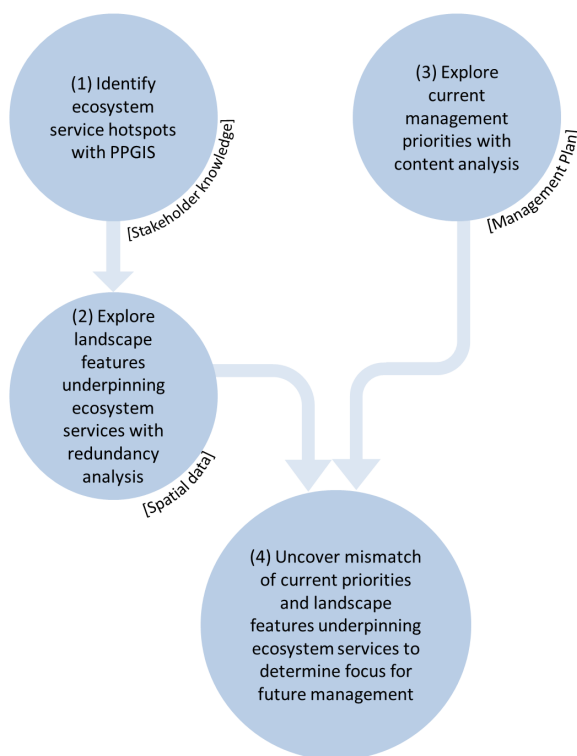 (1) Identify
ecosystem
service hotspots
with PPGIS
[Stakeholder knowledge]
(2) Explore
landscape
features
underpinning
ecosystem
services with
redundancy
analysis
[Spatial data]
(3) Explore
current
management
priorities with
content analysis
[Management Plan]
(4) Uncover mismatch
of current priorities
and landscape
features underpinning
ecosystem services to
determine focus for
future management